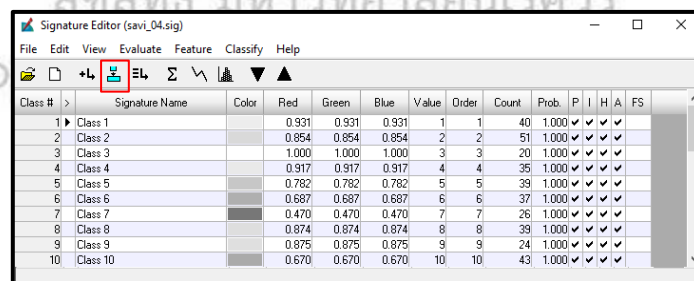 Signature Editor (savi_04.sig)
File Edit View Evaluate Feature Classify Help
Class # > Signature Name Color Red Green Blue Value Order Count Prob. P I H A FS
1 Class 1 0.931 0.931 0.931 1 1 40 1.000
2 Class 2 0.854 0.854 0.854 2 2 51 1.000
3 Class 3 1.000 1.000 1.000 3 3 20 1.000
4 Class 4 0.917 0.917 0.917 4 4 35 1.000
5 Class 5 0.782 0.782 0.782 5 5 39 1.000
6 Class 6 0.687 0.687 0.687 6 6 37 1.000
7 Class 7 0.470 0.470 0.470 7 7 26 1.000
8 Class 8 0.874 0.874 0.874 8 8 39 1.000
9 Class 9 0.875 0.875 0.875 9 9 24 1.000
10 Class 10 0.670 0.670 0.670 10 10 43 1.000